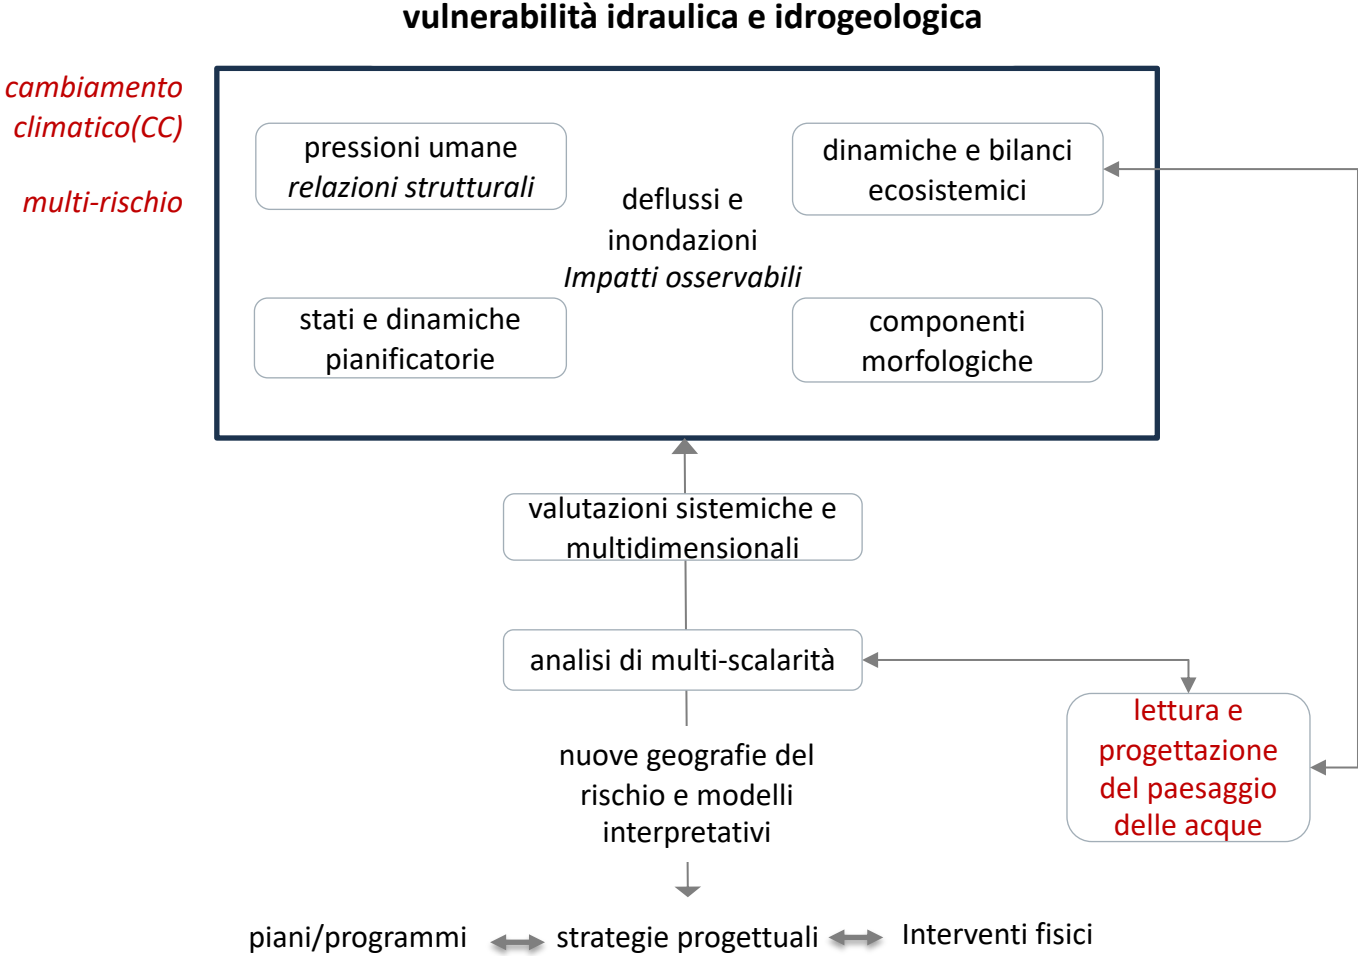 vulnerabilità idraulica e idrogeologica
cambiamento
climatico(CC)
multi-rischio
pressioni umane
relazioni strutturali
dinamiche e bilanci
ecosistemici
deflussi e
inondazioni
Impatti osservabili
stati e dinamiche
pianificatorie
componenti
morfologiche
valutazioni sistemiche e
multidimensionali
analisi di multi-scalarità
lettura e
progettazione
del paesaggio
delle acque
nuove geografie del
rischio e modelli
interpretativi
piani/programmi
strategie progettuali
Interventi fisici